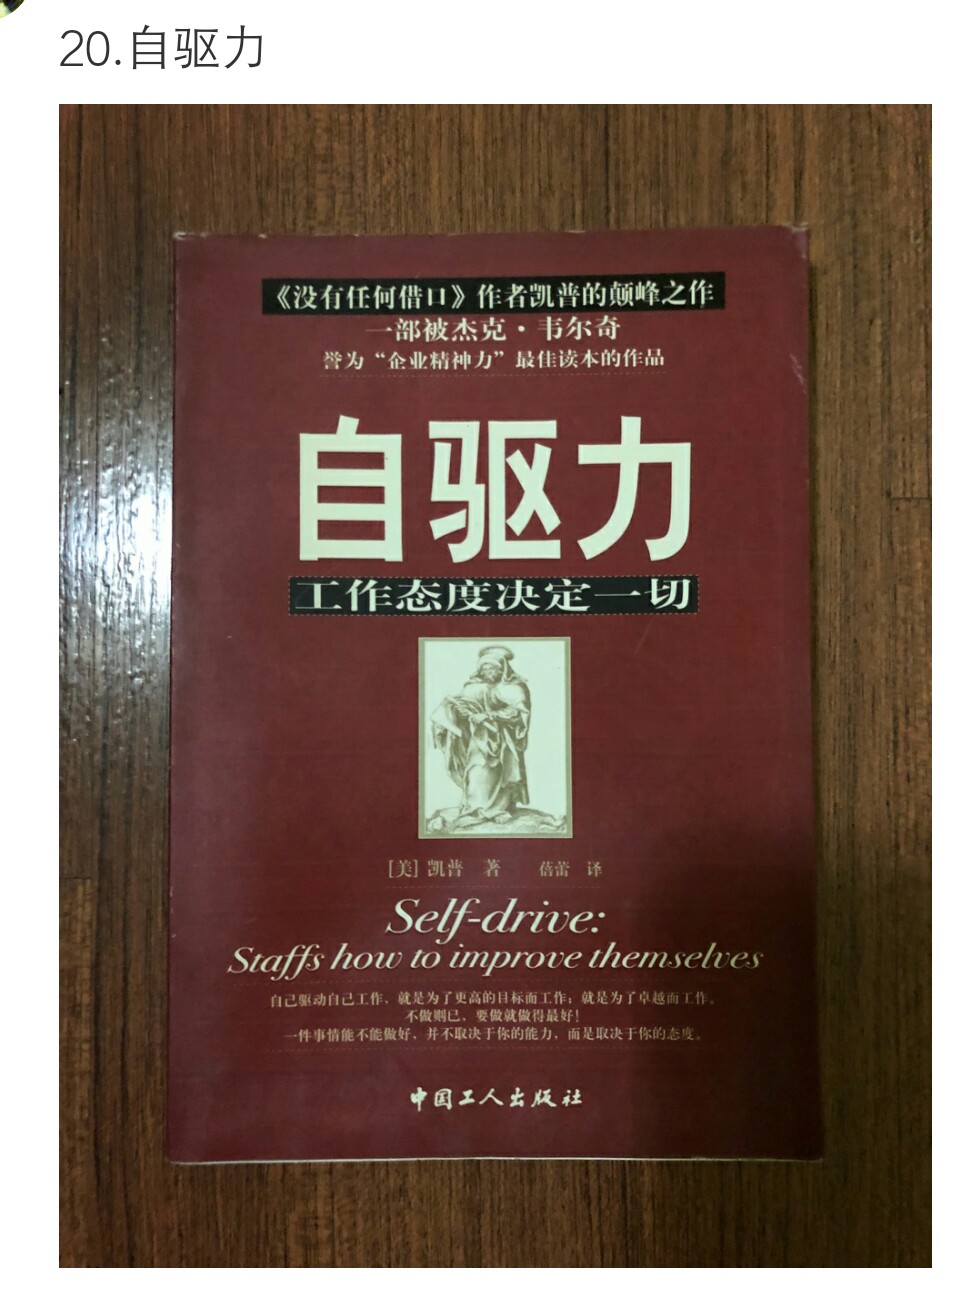 20.自驱力
《没有任何借口》作者凯普的颠峰之作
一部被杰克·韦尔奇
誉为“企业精神力”最佳读本的作品
自驱力
工作态度决定一切
[美] 凯普 著 蓓蕾 译
Self-drive:
Staffs how to improve themselves
自己驱动自己工作，就是为了更高的目标而工作；就是为了卓越而工作。
不做则已，要做就做得最好！
一件事情能不能做好，并不取决于你的能力，而是取决于你的态度。
中国工人出版社